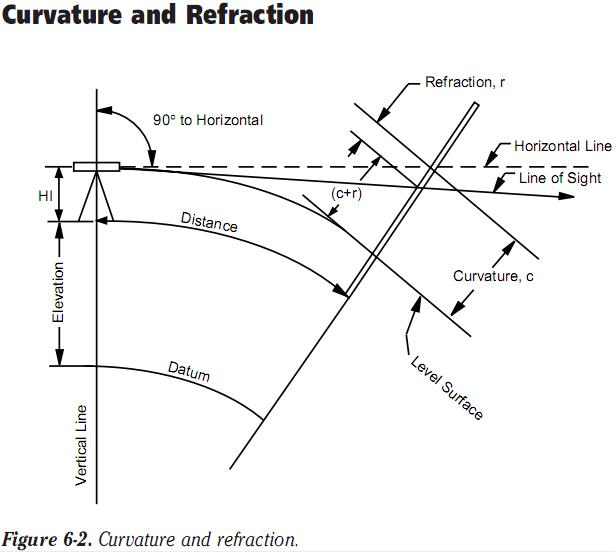 Curvature and Refraction
Refraction, r
90° to Horizontal
Horizontal Line
Line of Sight
HI
(c+r)
Distance
Curvature, c
Elevation
Datum
Level Surface
Vertical Line
Figure 6-2. Curvature and refraction.